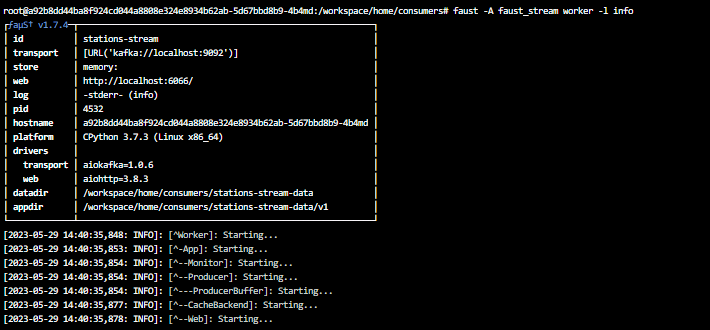 root@a92b8dd44ba8f924cd044a8808e324e8934b62ab-5d67bbd8b9-4b4md:/workspace/home/consumers# faust -A faust_stream worker -l info
ƒaµS† v1.7.4
id stations-stream
transport [URL('kafka://localhost:9092')]
store memory:
web http://localhost:6066/
log -stderr- (info)
pid 4532
hostname a92b8dd44ba8f924cd044a8808e324e8934b62ab-5d67bbd8b9-4b4md
platform CPython 3.7.3 (Linux x86_64)
drivers
transport aiokafka=1.0.6
web aiohttp=3.8.3
datadir /workspace/home/consumers/stations-stream-data
appdir /workspace/home/consumers/stations-stream-data/v1
[2023-05-29 14:40:35,848: INFO]: [^Worker]: Starting...
[2023-05-29 14:40:35,853: INFO]: [^-App]: Starting...
[2023-05-29 14:40:35,854: INFO]: [^--Monitor]: Starting...
[2023-05-29 14:40:35,854: INFO]: [^--Producer]: Starting...
[2023-05-29 14:40:35,854: INFO]: [^---ProducerBuffer]: Starting...
[2023-05-29 14:40:35,877: INFO]: [^--CacheBackend]: Starting...
[2023-05-29 14:40:35,878: INFO]: [^--Web]: Starting...